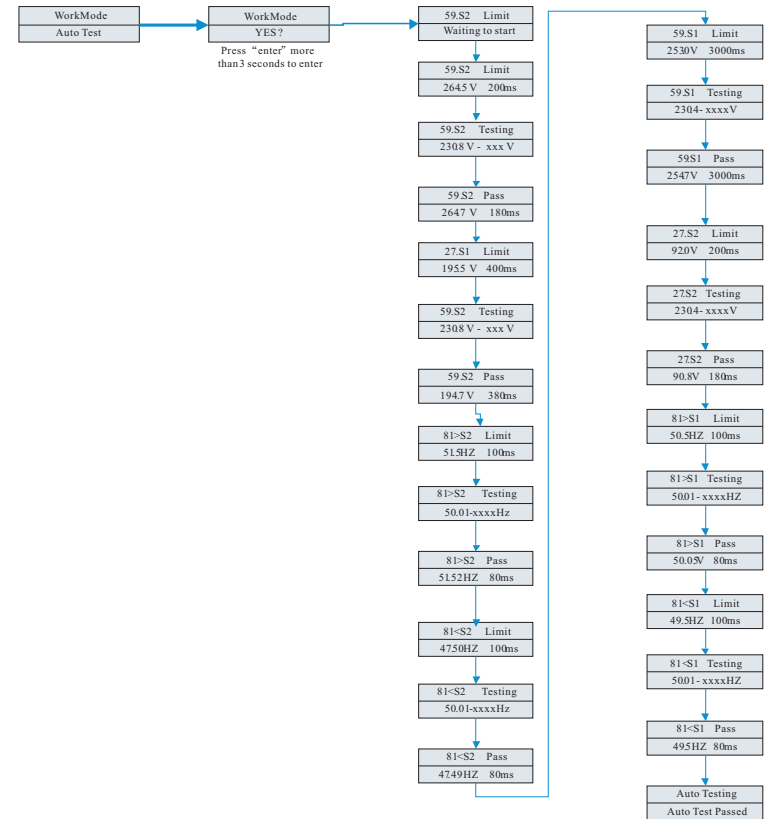 WorkMode
Auto Test
WorkMode
YES?
Press “enter” more
than3 seconds to enter
59.S2 Limit
Waiting to start
59.S2 Limit
264.5 V 200ms
59.S2 Testing
230.8 V - xxx V
59.S2 Pass
264.7 V 180ms
27.S1 Limit
195.5 V 400ms
59.S2 Testing
230.8 V - xxx V
59.S2 Pass
194.7 V 380ms
81>S2 Limit
51.5HZ 100ms
81>S2 Testing
50.01-xxxxHz
81>S2 Pass
51.52HZ 80ms
81<S2 Limit
47.50HZ 100ms
81<S2 Testing
50.01-xxxxHz
81<S2 Pass
47.49HZ 80ms
59.S1 Limit
253.0V 3000ms
59.S1 Testing
230.4- xxxxV
59.S1 Pass
254.7V 3000ms
27.S2 Limit
92.0V 200ms
27.S2 Testing
230.4- xxxxV
27.S2 Pass
90.8V 180ms
81>S1 Limit
50.5HZ 100ms
81>S1 Testing
50.01- xxxxHZ
81>S1 Pass
50.05V 80ms
81<S1 Limit
49.5HZ 100ms
81<S1 Testing
50.01- xxxxHZ
81<S1 Pass
49.5HZ 80ms
Auto Testing
Auto Test Passed